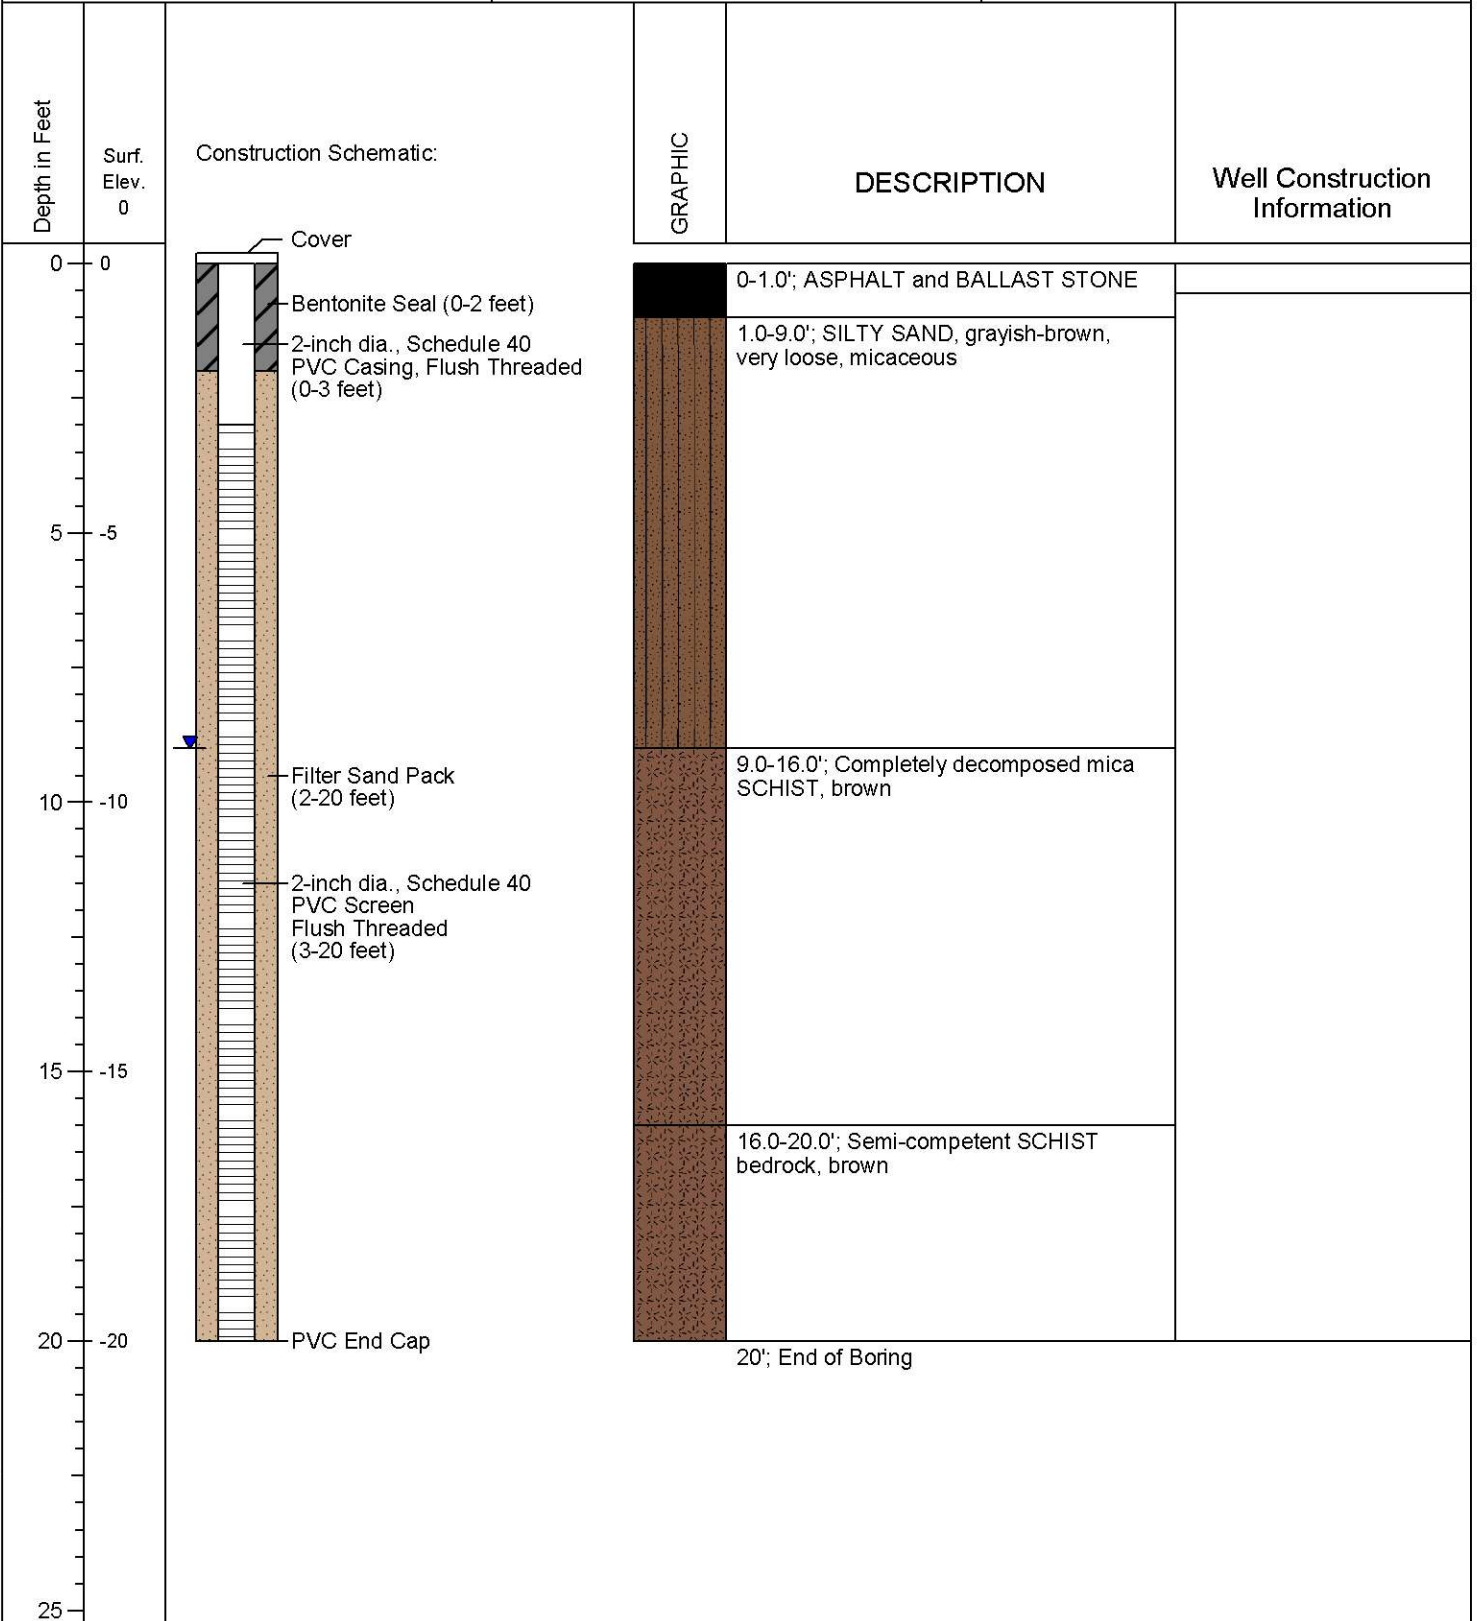 Depth in Feet
Surf.
Elev.
0
Construction Schematic:
GRAPHIC
DESCRIPTION
Well Construction
Information
Cover
0
0
Bentonite Seal (0-2 feet)
2-inch dia., Schedule 40
PVC Casing, Flush Threaded
(0-3 feet)
0-1.0'; ASPHALT and BALLAST STONE
1.0-9.0'; SILTY SAND, grayish-brown,
very loose, micaceous
5
-5
Filter Sand Pack
(2-20 feet)
9.0-16.0'; Completely decomposed mica
SCHIST, brown
10
-10
2-inch dia., Schedule 40
PVC Screen
Flush Threaded
(3-20 feet)
15
-15
16.0-20.0'; Semi-competent SCHIST
bedrock, brown
20
-20
PVC End Cap
20'; End of Boring
25